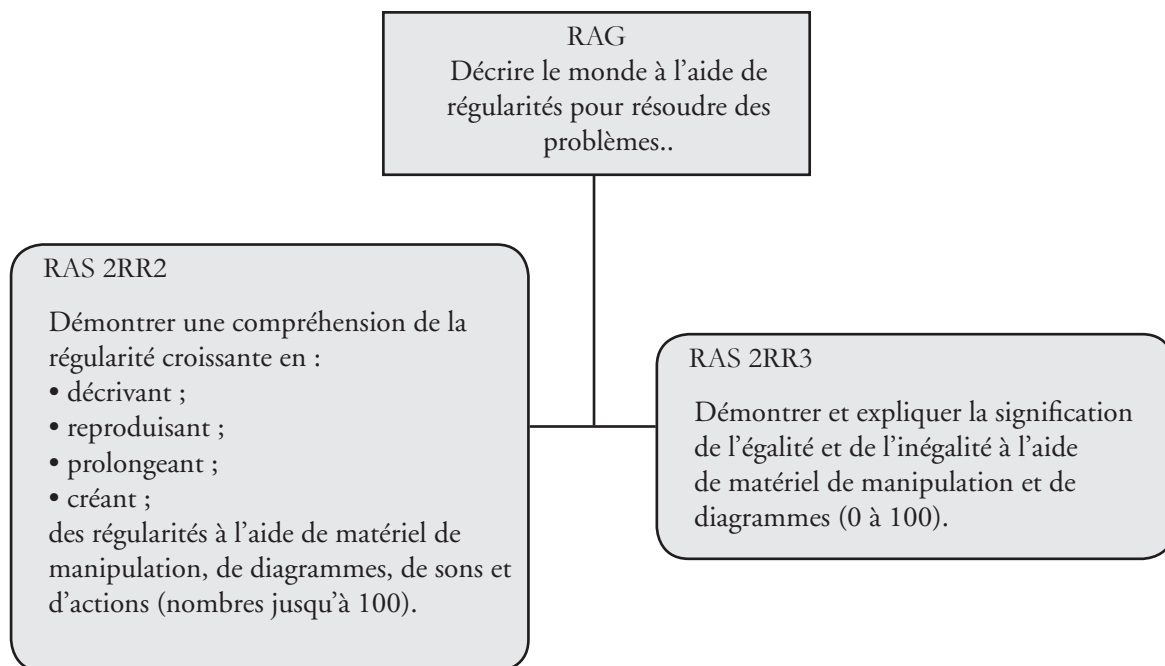 RAG
Décrire le monde à l’aide de
régularités pour résoudre des
problèmes..
RAS 2RR2
Démontrer une compréhension de la
régularité croissante en :
• décrivant ;
• reproduisant ;
• prolongeant ;
• créant ;
des régularités à l’aide de matériel de
manipulation, de diagrammes, de sons et
d’actions (nombres jusqu’à 100).
RAS 2RR3
Démontrer et expliquer la signification
de l’égalité et de l’inégalité à l’aide
de matériel de manipulation et de
diagrammes (0 à 100).